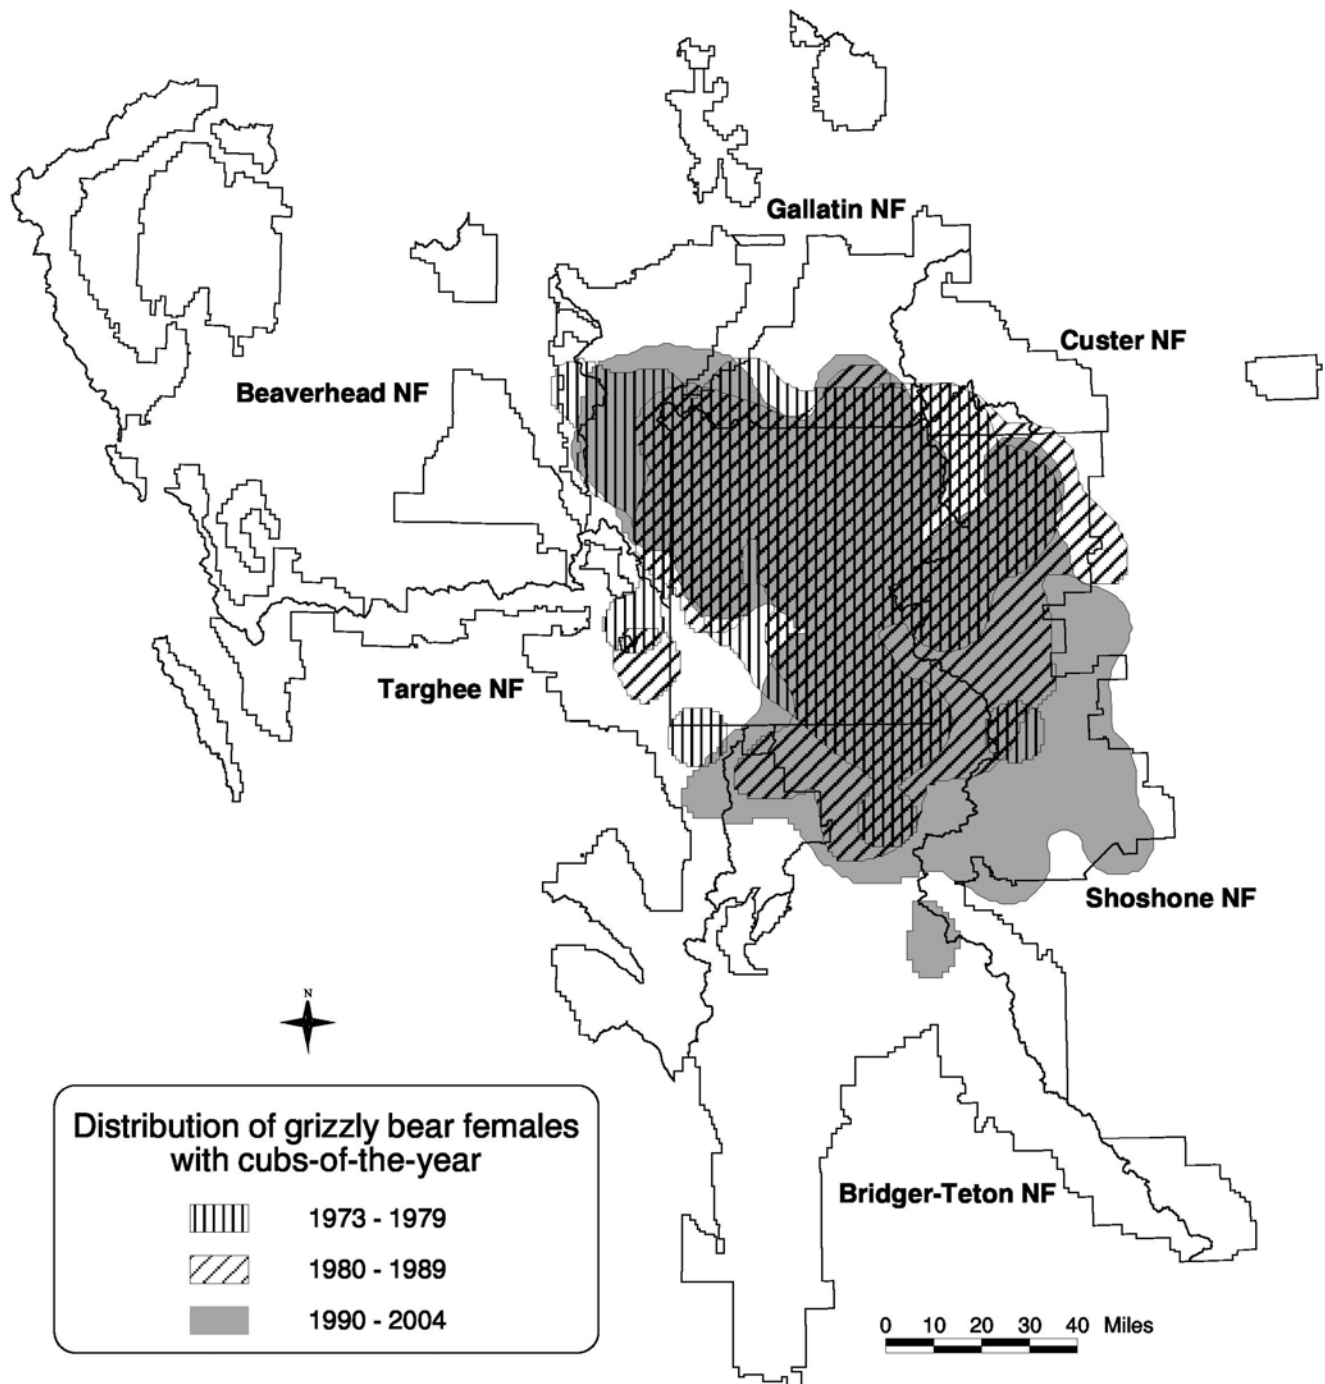 Gallatin NF
Custer NF
Beaverhead NF
Targhee NF
Shoshone NF
N
Bridger-Teton NF
Distribution of grizzly bear females
with cubs-of-the-year
1973 - 1979
1980 - 1989
1990 - 2004
0 10 20 30 40 Miles